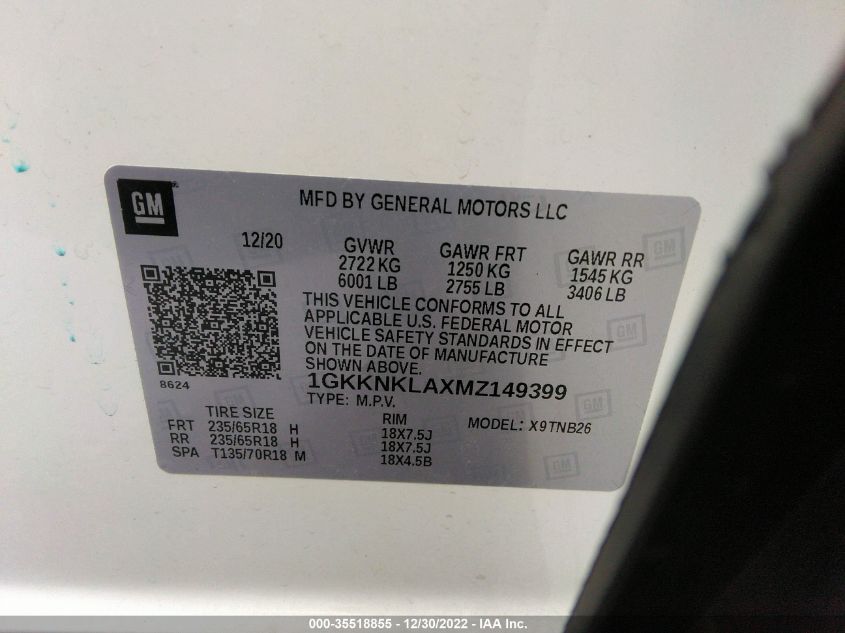 GM
MFD BY GENERAL MOTORS LLC
12/20 GVWR GAWR FRT GAWR RR
2722 KG 1250 KG 1545 KG
6001 LB 2755 LB 3406 LB
THIS VEHICLE CONFORMS TO ALL
APPLICABLE U.S. FEDERAL MOTOR
VEHICLE SAFETY STANDARDS IN EFFECT
ON THE DATE OF MANUFACTURE
SHOWN ABOVE.
8624
1GKKNKLAXMZ149399
TYPE: M.P.V. MODEL: X9TNB26
TIRE SIZE RIM
FRT 235/65R18 H 18X7.5J
RR 235/65R18 H 18X7.5J
SPA T135/70R18 M 18X4.5B
000-35518855 - 12/30/2022 - IAA Inc.